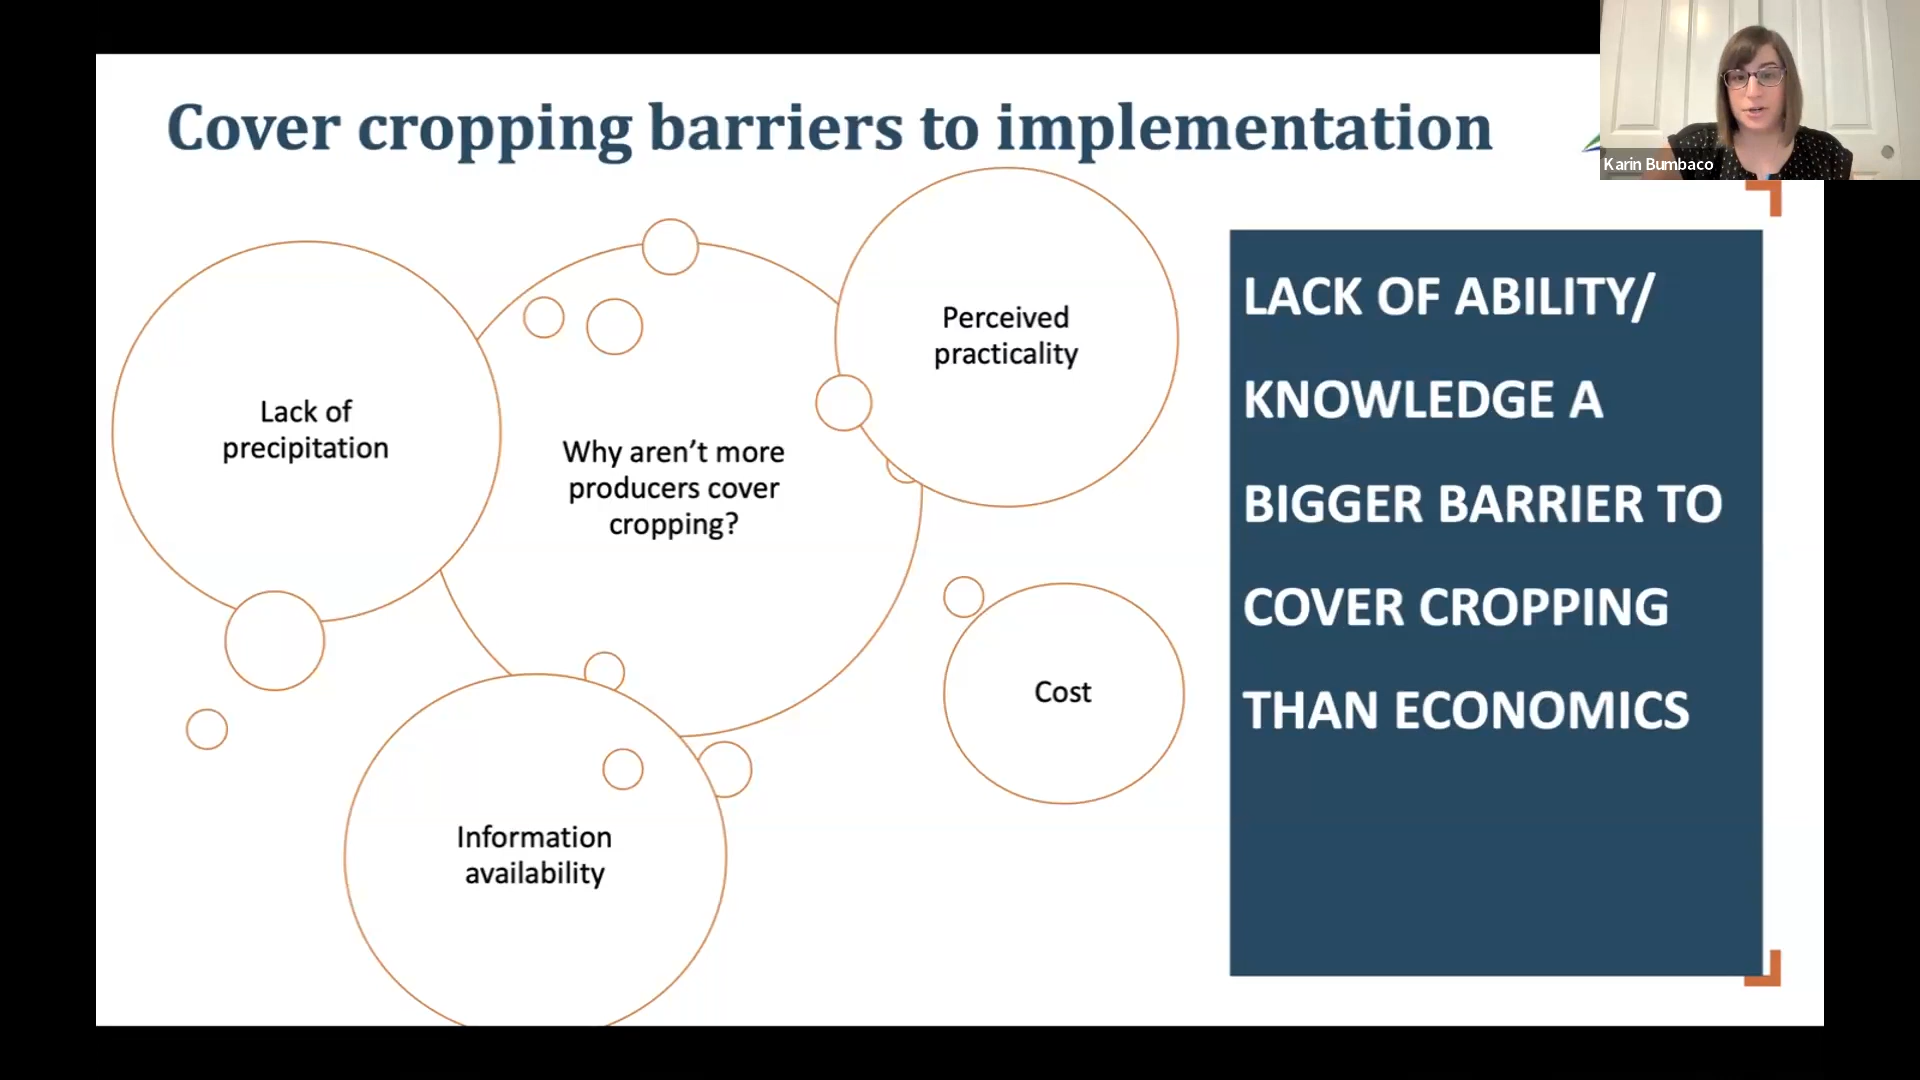 Cover cropping barriers to implementation
Karin Bumbaco
Lack of
precipitation
Why aren’t more
producers cover
cropping?
Perceived
practicality
Cost
Information
availability
LACK OF ABILITY/
KNOWLEDGE A
BIGGER BARRIER TO
COVER CROPPING
THAN ECONOMICS